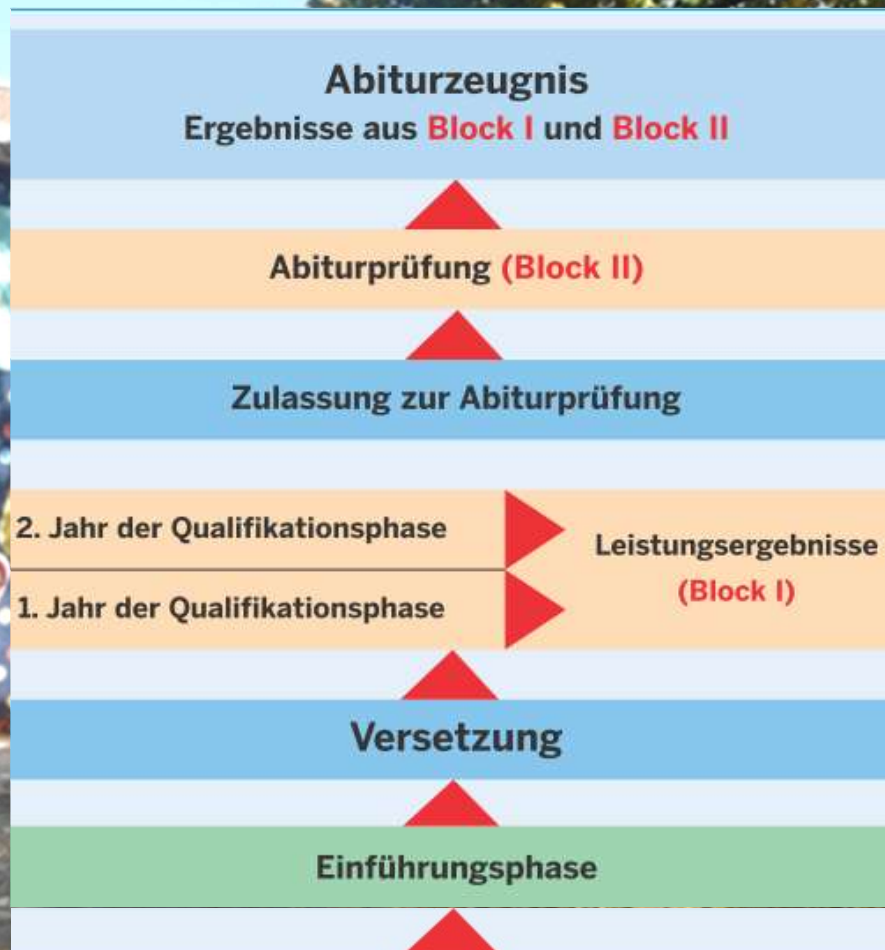 Abiturzeugnis
Ergebnisse aus Block I und Block II
Abiturprüfung (Block II)
Zulassung zur Abiturprüfung
2. Jahr der Qualifikationsphase
1. Jahr der Qualifikationsphase
Leistungsergebnisse
(Block I)
Versetzung
Einführungsphase